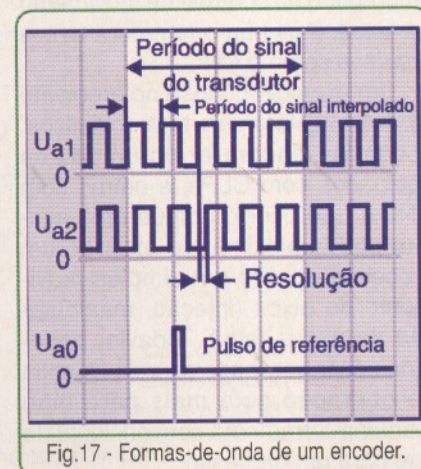 Período do sinal
do transdutor
Período do sinal interpolado
Ua1
0
Ua2
0
Resolução
Ua0
Pulso de referência
0
Fig.17 - Formas-de-onda de um encoder.